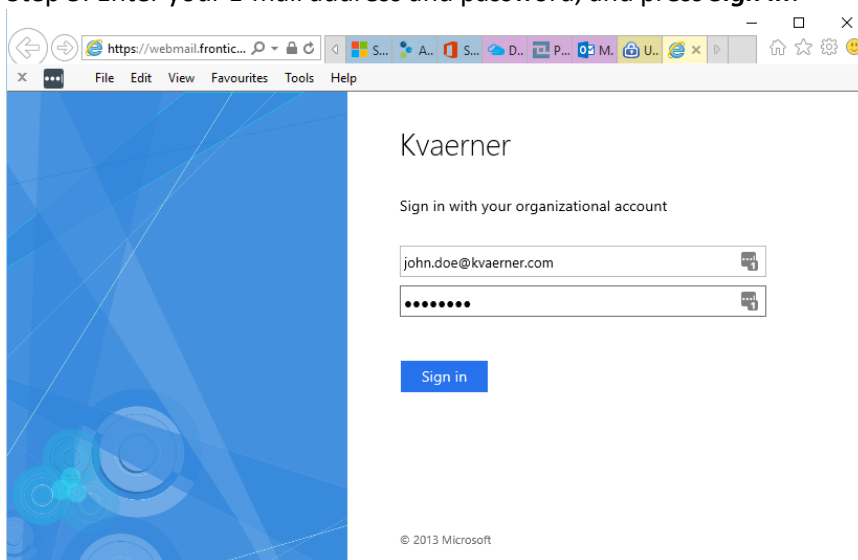 Step 3: Enter your E-mail address and password, and press Sign in.
https://webmail.frontic...
S... A.. S... D.. P... M. U..
X File Edit View Favourites Tools Help
Kvaerner
Sign in with your organizational account
john.doe@kvaerner.com
Sign in
© 2013 Microsoft